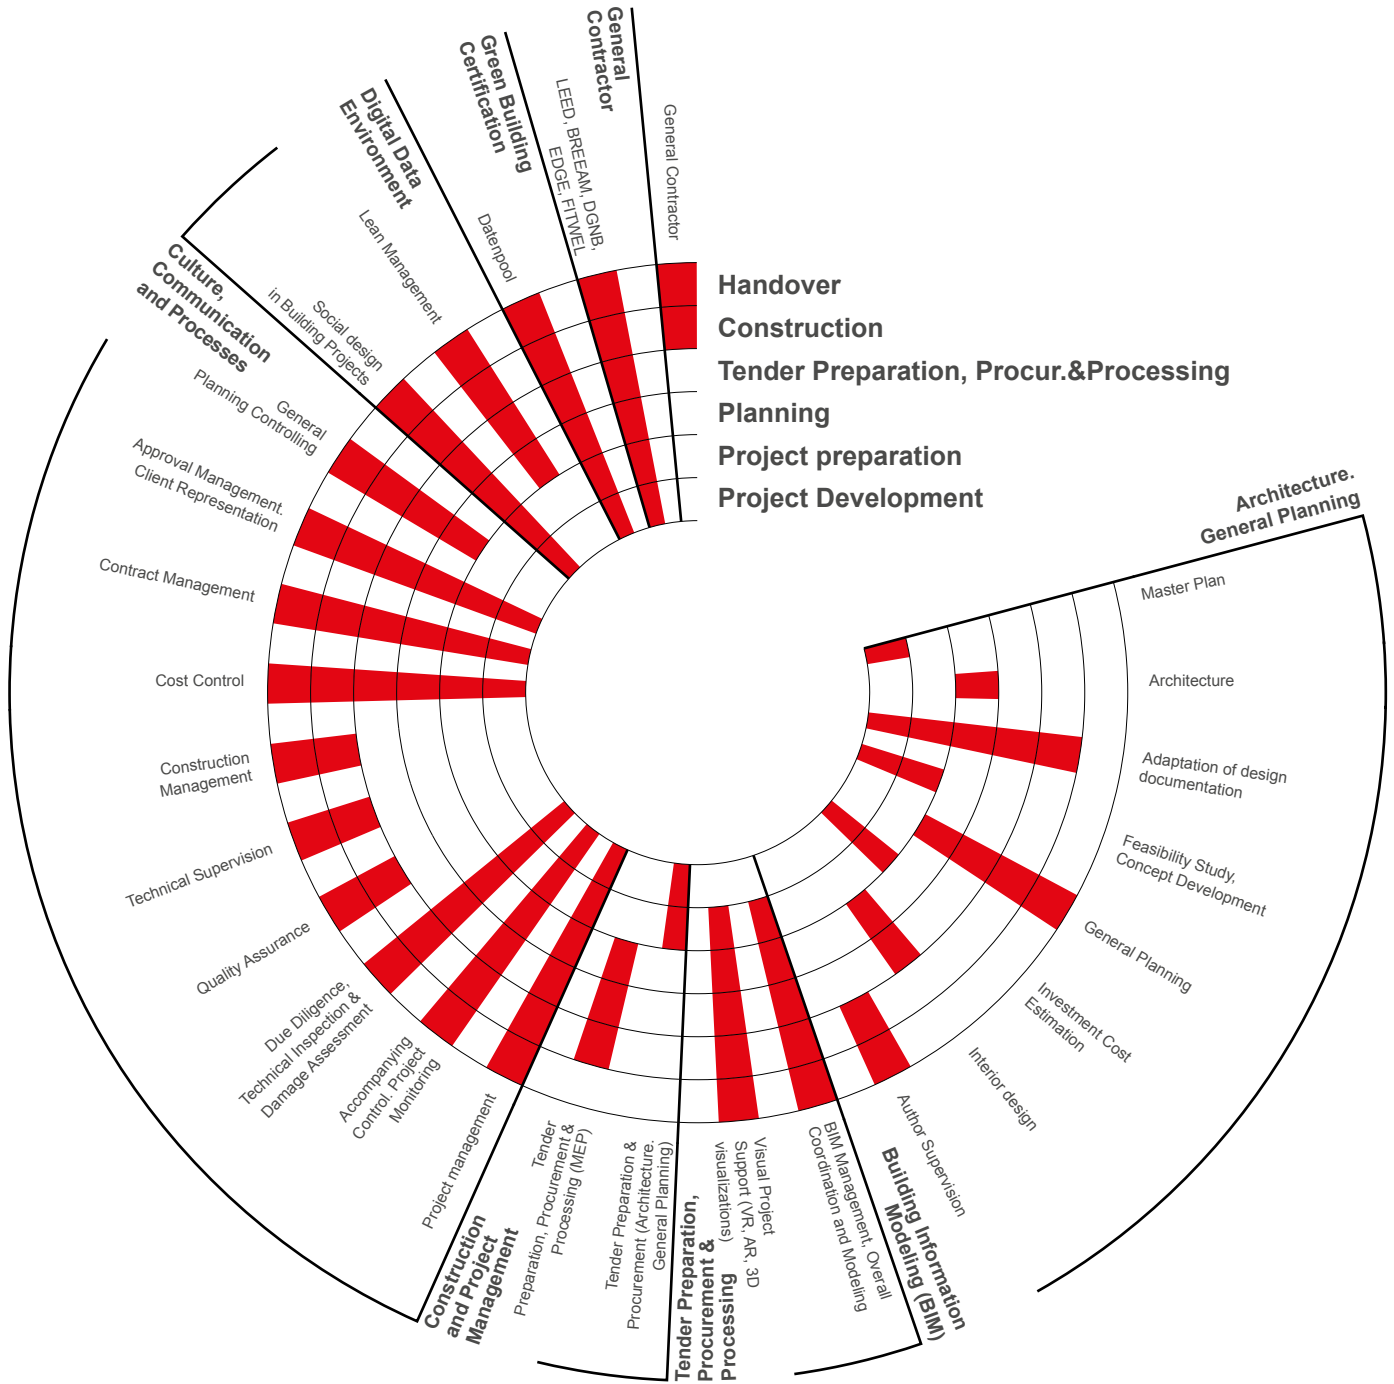 General
Contractor
General Contractor
Green Building
Certification
LEED, BREEAM, DGNB,
EDGE, FITWEL
Digital Data
Environment
Datenpool
Culture,
Communication
and Processes
Lean Management
Social design
in Building Projects
Handover
Construction
Tender Preparation, Procur.&Processing
Planning
Project preparation
Project Development
Architecture.
General Planning
Master Plan
Architecture
Adaptation of design
documentation
Feasibility Study,
Concept Development
General Planning
Investment Cost
Estimation
Interior design
Author Supervision
Building Information
Modeling (BIM)
BIM Management, Overall
Coordination and Modeling
Visual Project
Support (VR, AR, 3D
visualizations)
Tender Preparation,
Procurement &
Processing
Tender Preparation &
Procurement (Architecture.
General Planning)
Tender
Preparation, Procurement &
Processing (MEP)
Construction
and Project
Management
Project management
Accompanying
Control. Project
Monitoring
Due Diligence,
Technical Inspection &
Damage Assessment
Quality Assurance
Technical Supervision
Construction
Management
Cost Control
Contract Management
Approval Management.
Client Representation
General
Planning Controlling